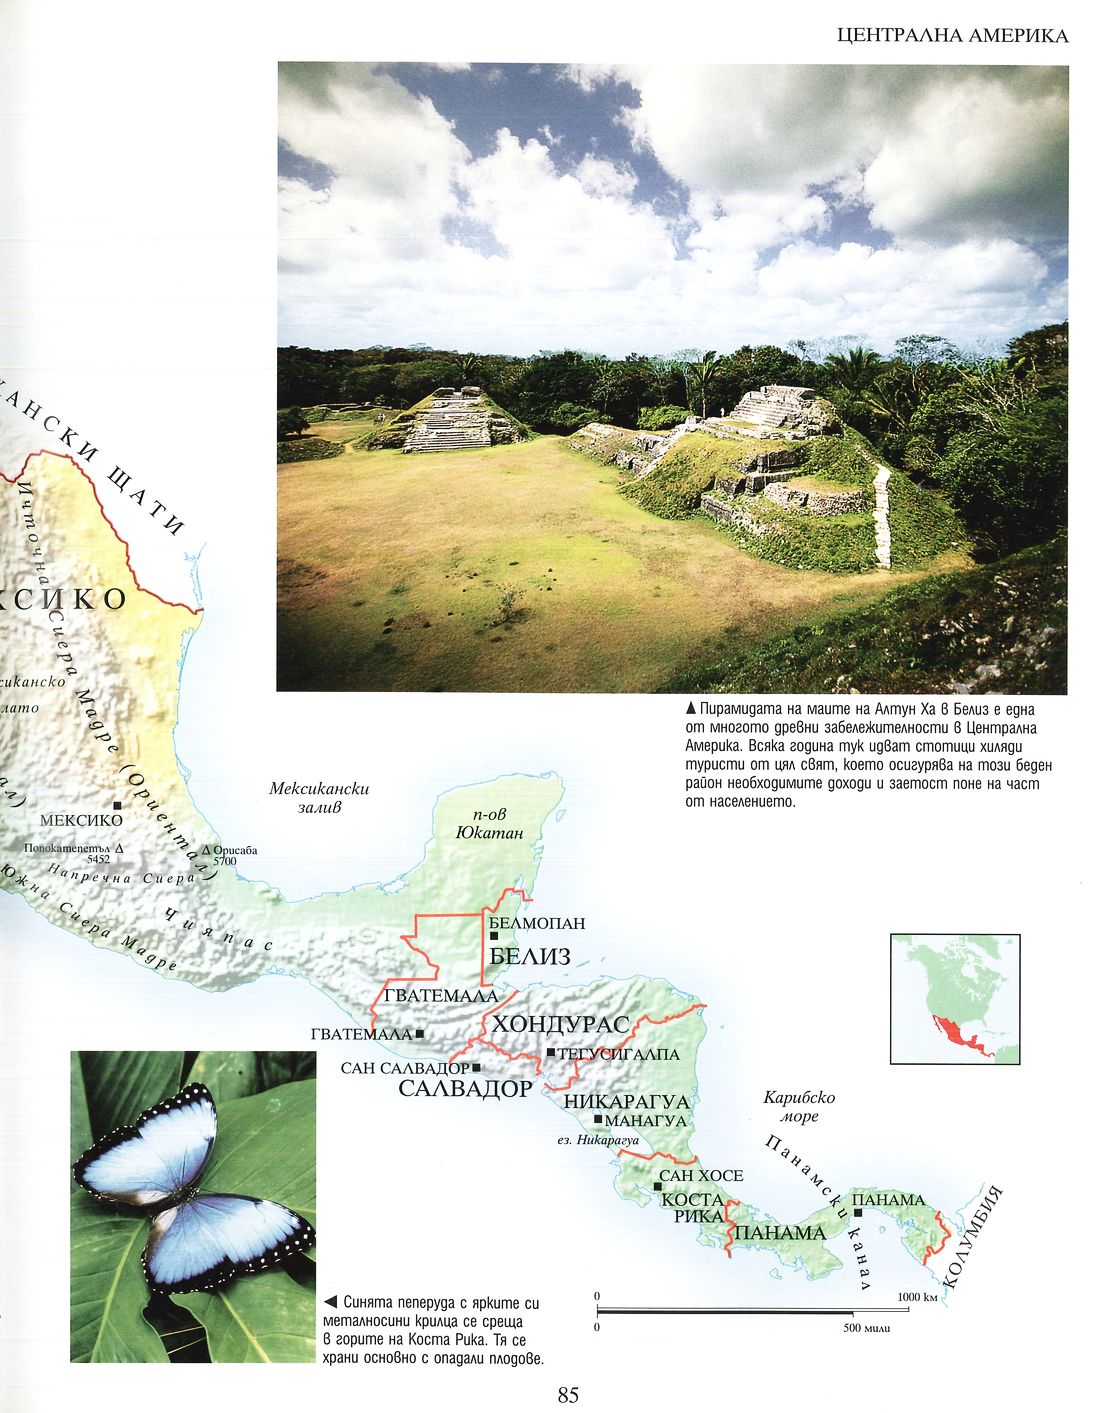 ЦЕНТРАЛНА АМЕРИКА
▲ Пирамидата на маите на Алтун Ха в Белиз е една
от многото древни забележителности в Централна
Америка. Всяка година тук идват стотици хиляди
туристи от цял свят, което осигурява на този беден
район необходимите доходи и заетост поне на част
от населението.
АНСКИ ЩАТИ
Ичточна Сиера Мадре (Ориентал)
КСИКО
сиканско
лато
ал)
МЕКСИКО
Попокатепетъл Δ
5452
Δ Орисаба
5700
Напречна Сиера
Южна Сиера Мадре
Чияпас
Мексикански
залив
п-ов
Юкатан
БЕЛМОПАН
БЕЛИЗ
ГВАТЕМАЛА
ГВАТЕМАЛА
ХОНДУРАС
ТЕГУСИГАЛПА
САН САЛВАДОР
САЛВАДОР
НИКАРАГУА
МАНАГУА
ез. Никарагуа
Карибско
море
Панамски канал
САН ХОСЕ
КОСТА
РИКА
ПАНАМА
ПАНАМА
КОЛУМБИЯ
0
1000 км
0
500 мили
◄ Синята пеперуда с ярките си
металносини крилца се среща
в горите на Коста Рика. Тя се
храни основно с опадали плодове.
85